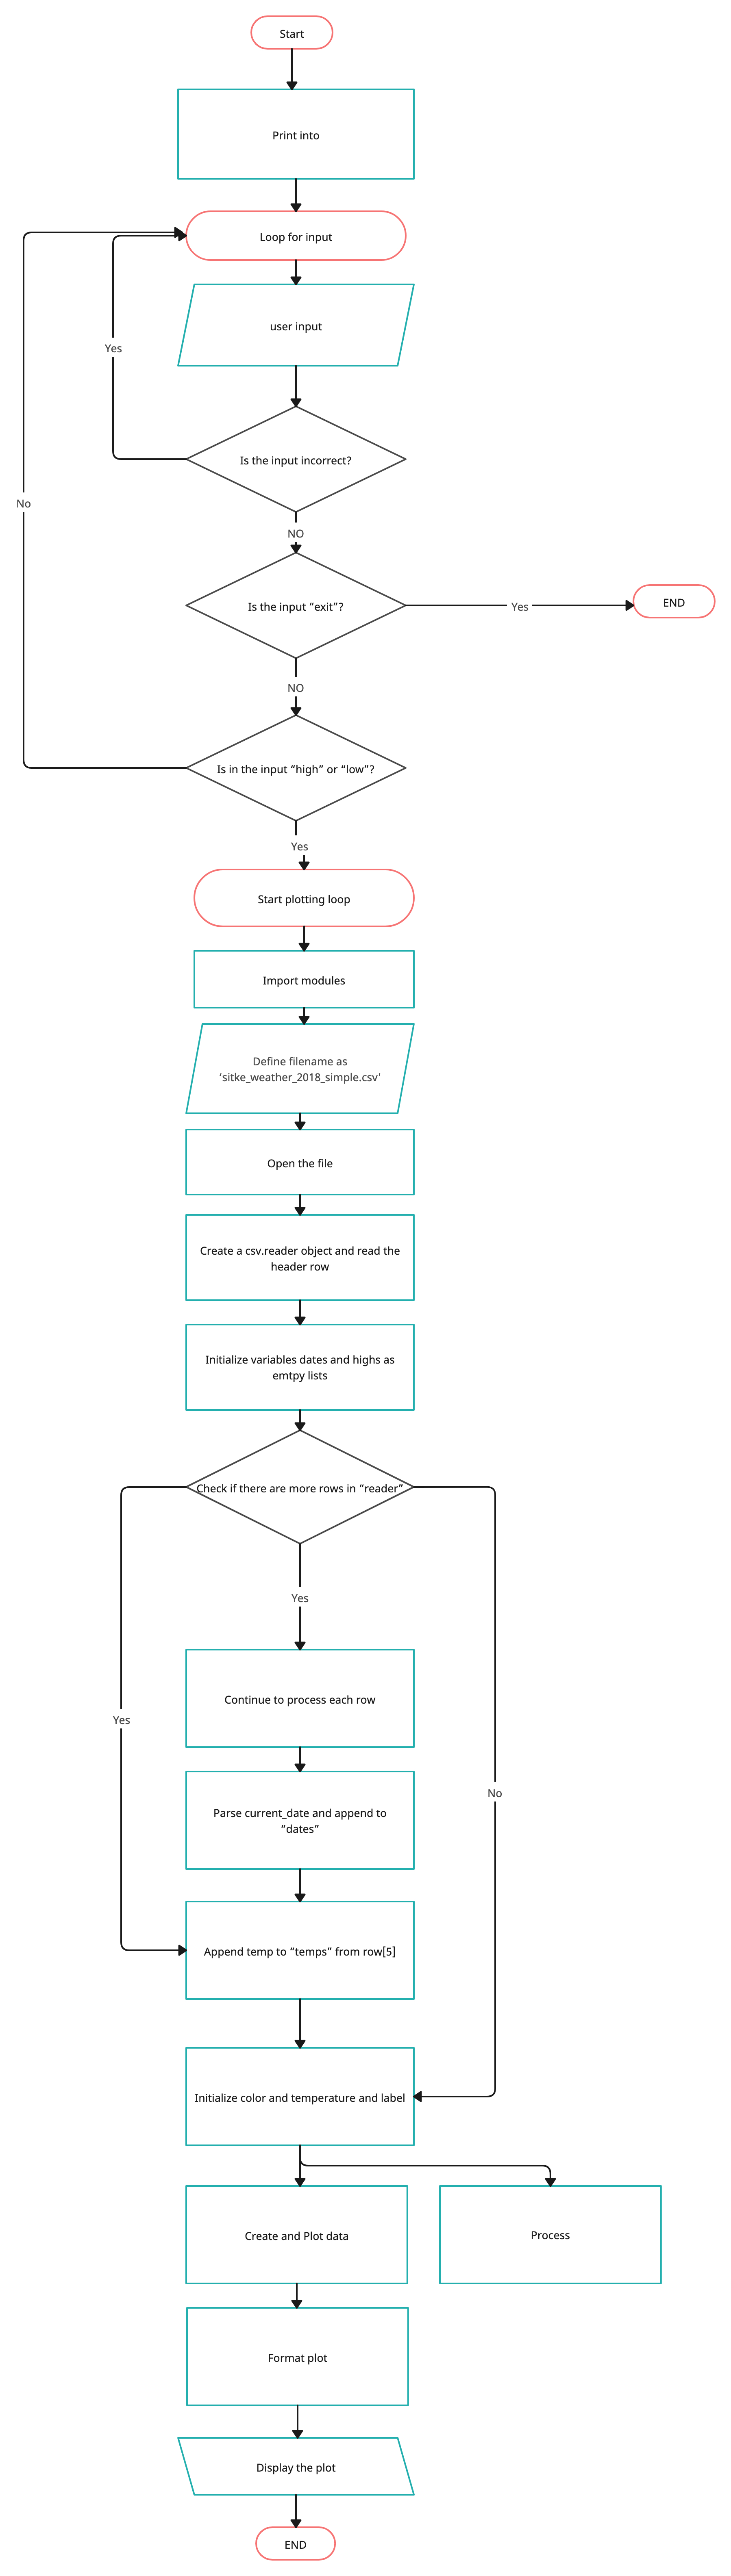 Start
Print into
Loop for input
user input
Yes
Is the input incorrect?
No
NO
Is the input “exit”?
Yes
END
NO
Is in the input “high” or “low”?
Yes
Start plotting loop
Import modules
Define filename as
‘sitke_weather_2018_simple.csv'
Open the file
Create a csv.reader object and read the
header row
Initialize variables dates and highs as
emtpy lists
Check if there are more rows in “reader”
Yes
Continue to process each row
Yes
No
Parse current_date and append to
“dates”
Append temp to “temps” from row[5]
Initialize color and temperature and label
Create and Plot data
Process
Format plot
Display the plot
END